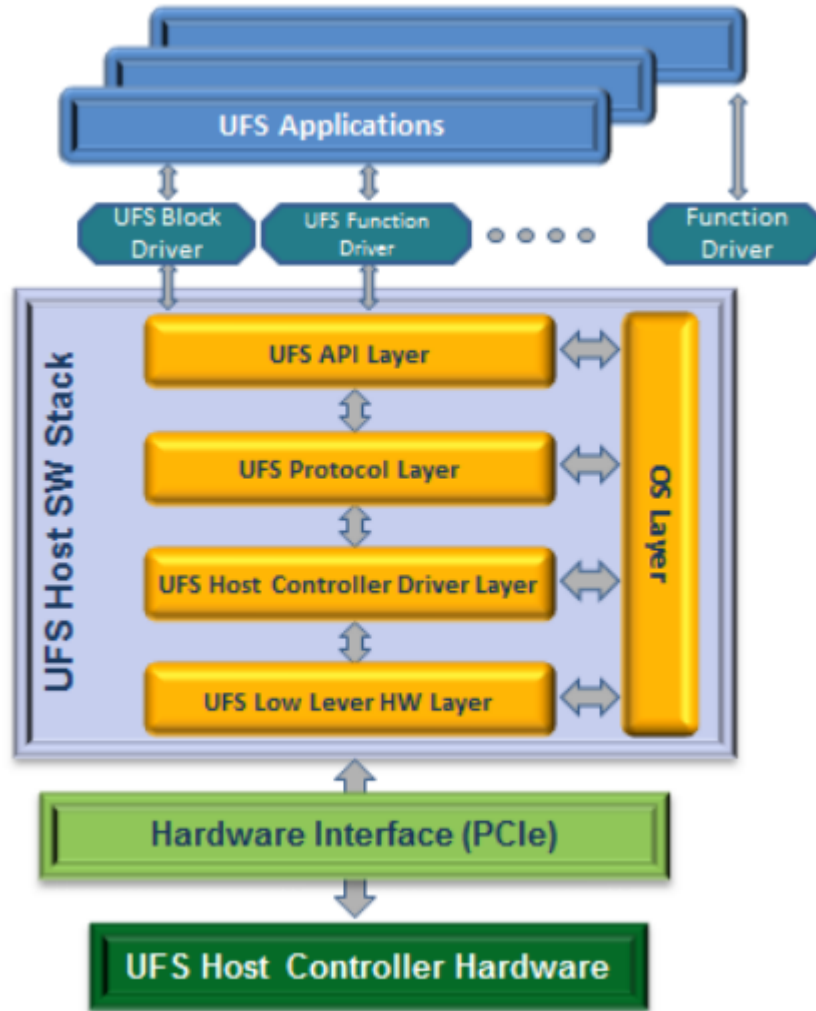 UFS Applications
UFS Block
Driver
UFS Function
Driver
Function
Driver
UFS Host SW Stack
UFS API Layer
UFS Protocol Layer
UFS Host Controller Driver Layer
UFS Low Lever HW Layer
OS Layer
Hardware Interface (PCIe)
UFS Host Controller Hardware